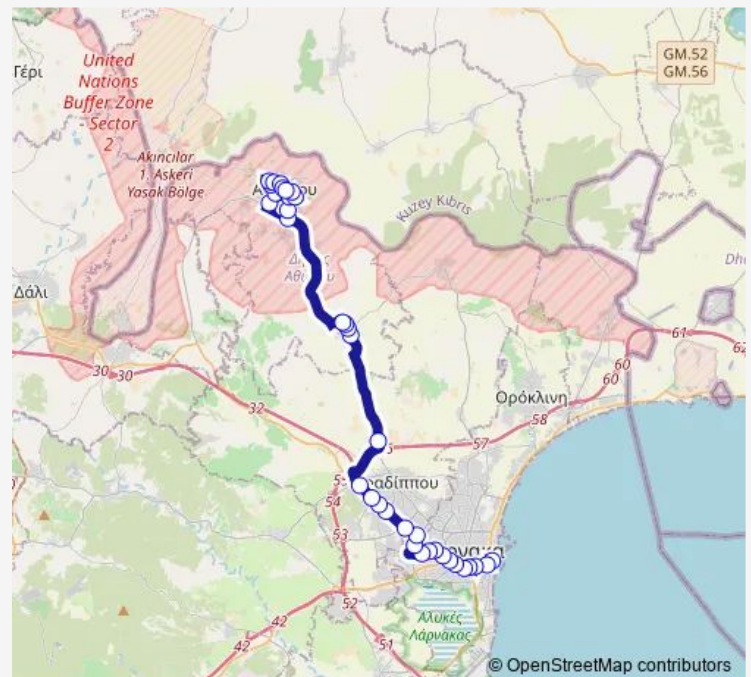 GM.52
GM.56
United
Nations
Buffer Zone
- Sector
2
Γέρι
Akıncılar
1. Askeri
Yasak Bölge
Kuzey Kıbrıs
Δάλι
30
30
32
61
62
60
60
Ορόκλινη
58
57
54
53
52
51
42
42
Αλυκές
Λάρνακας
© OpenStreetMap contributors